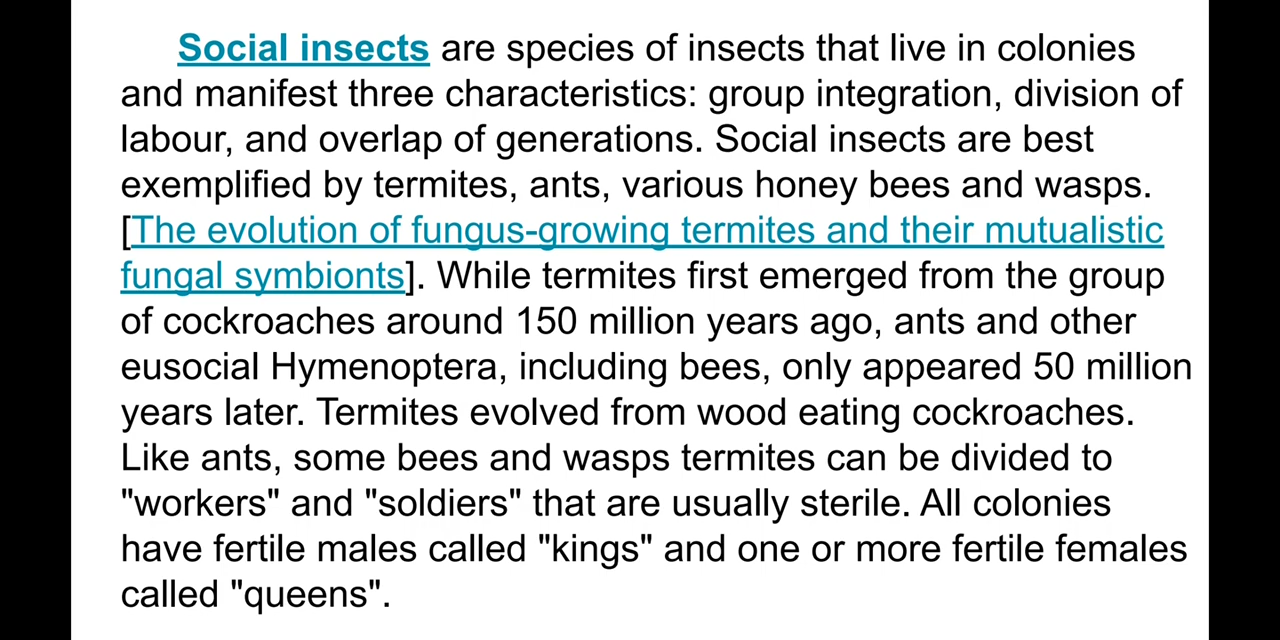 Social insects are species of insects that live in colonies
and manifest three characteristics: group integration, division of
labour, and overlap of generations. Social insects are best
exemplified by termites, ants, various honey bees and wasps.
[The evolution of fungus-growing termites and their mutualistic
fungal symbionts]. While termites first emerged from the group
of cockroaches around 150 million years ago, ants and other
eusocial Hymenoptera, including bees, only appeared 50 million
years later. Termites evolved from wood eating cockroaches.
Like ants, some bees and wasps termites can be divided to
"workers" and "soldiers" that are usually sterile. All colonies
have fertile males called "kings" and one or more fertile females
called "queens".